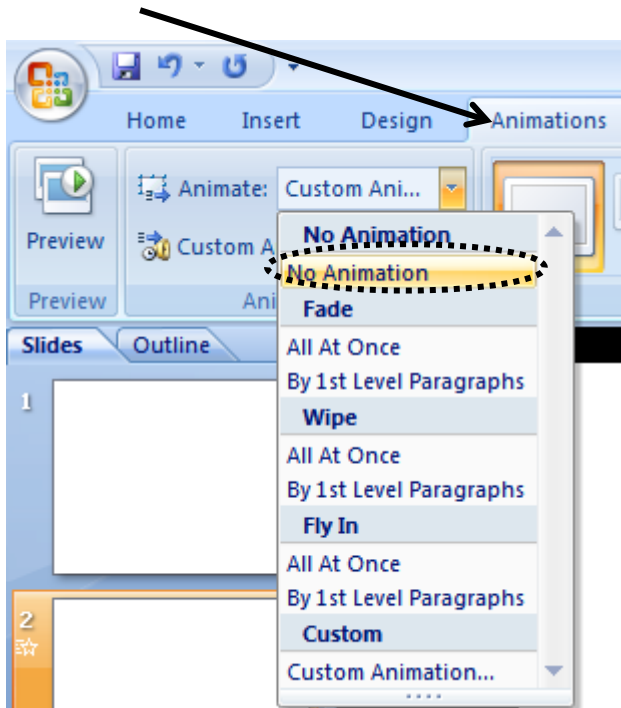 Home Insert Design Animations
Animate: Custom Ani...
Preview Custom A
Preview Ani
No Animation
No Animation
Fade
All At Once
By 1st Level Paragraphs
Wipe
All At Once
By 1st Level Paragraphs
Fly In
All At Once
By 1st Level Paragraphs
Custom
Custom Animation...
Slides Outline
1
2